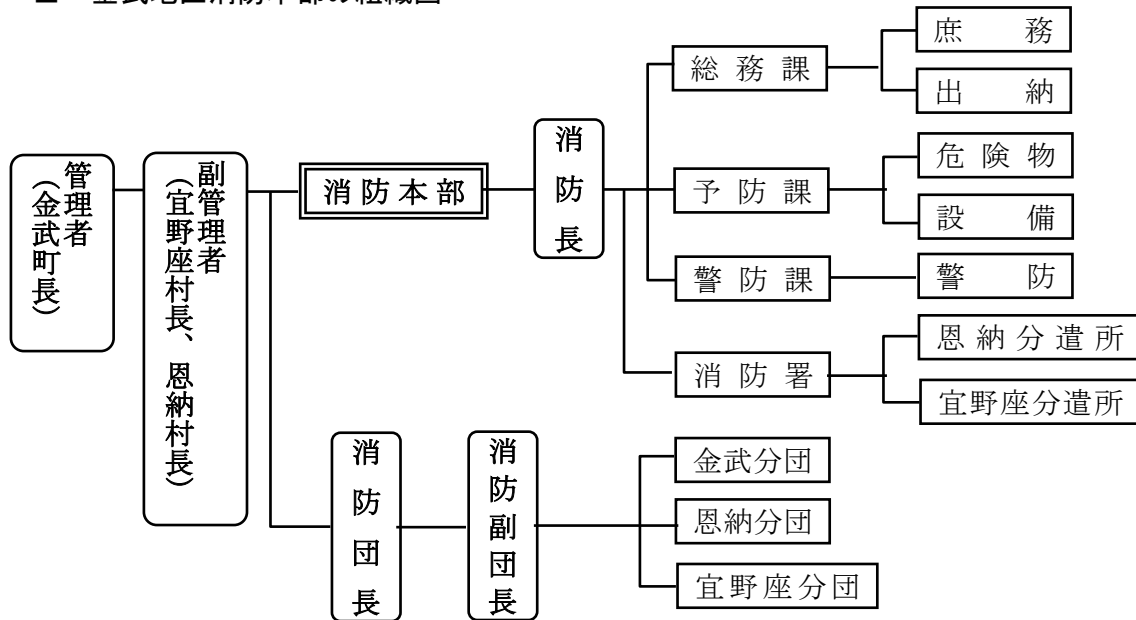 管理者
（金武町長）
副管理者
（宜野座村長、恩納村長）
消防本部
消防長
総務課
庶務
出納
予防課
危険物
設備
警防課
警防
消防署
恩納分遣所
宜野座分遣所
消防団長
消防副団長
金武分団
恩納分団
宜野座分団